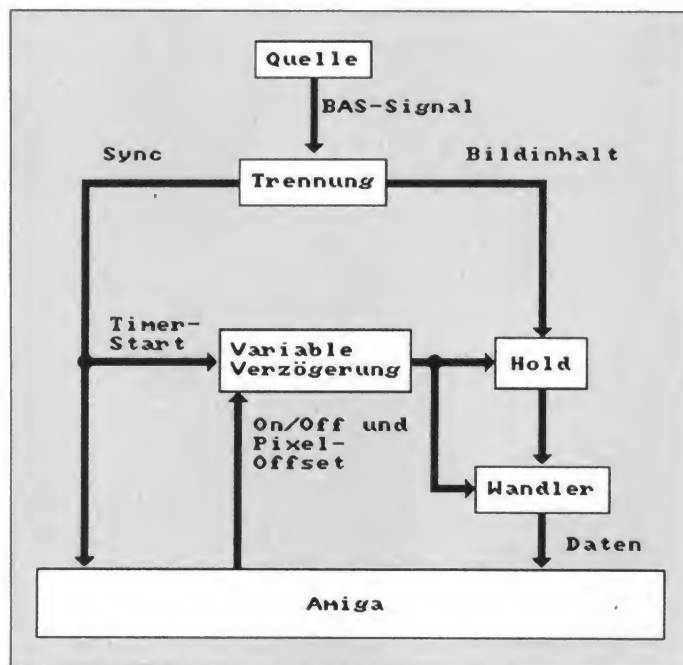 Quelle
BAS-Signal
Sync
Bildinhalt
Trennung
Timer-
Start
Variable
Verzögerung
Hold
On/Off und
Pixel-
Offset
Wandler
Daten
Amiga